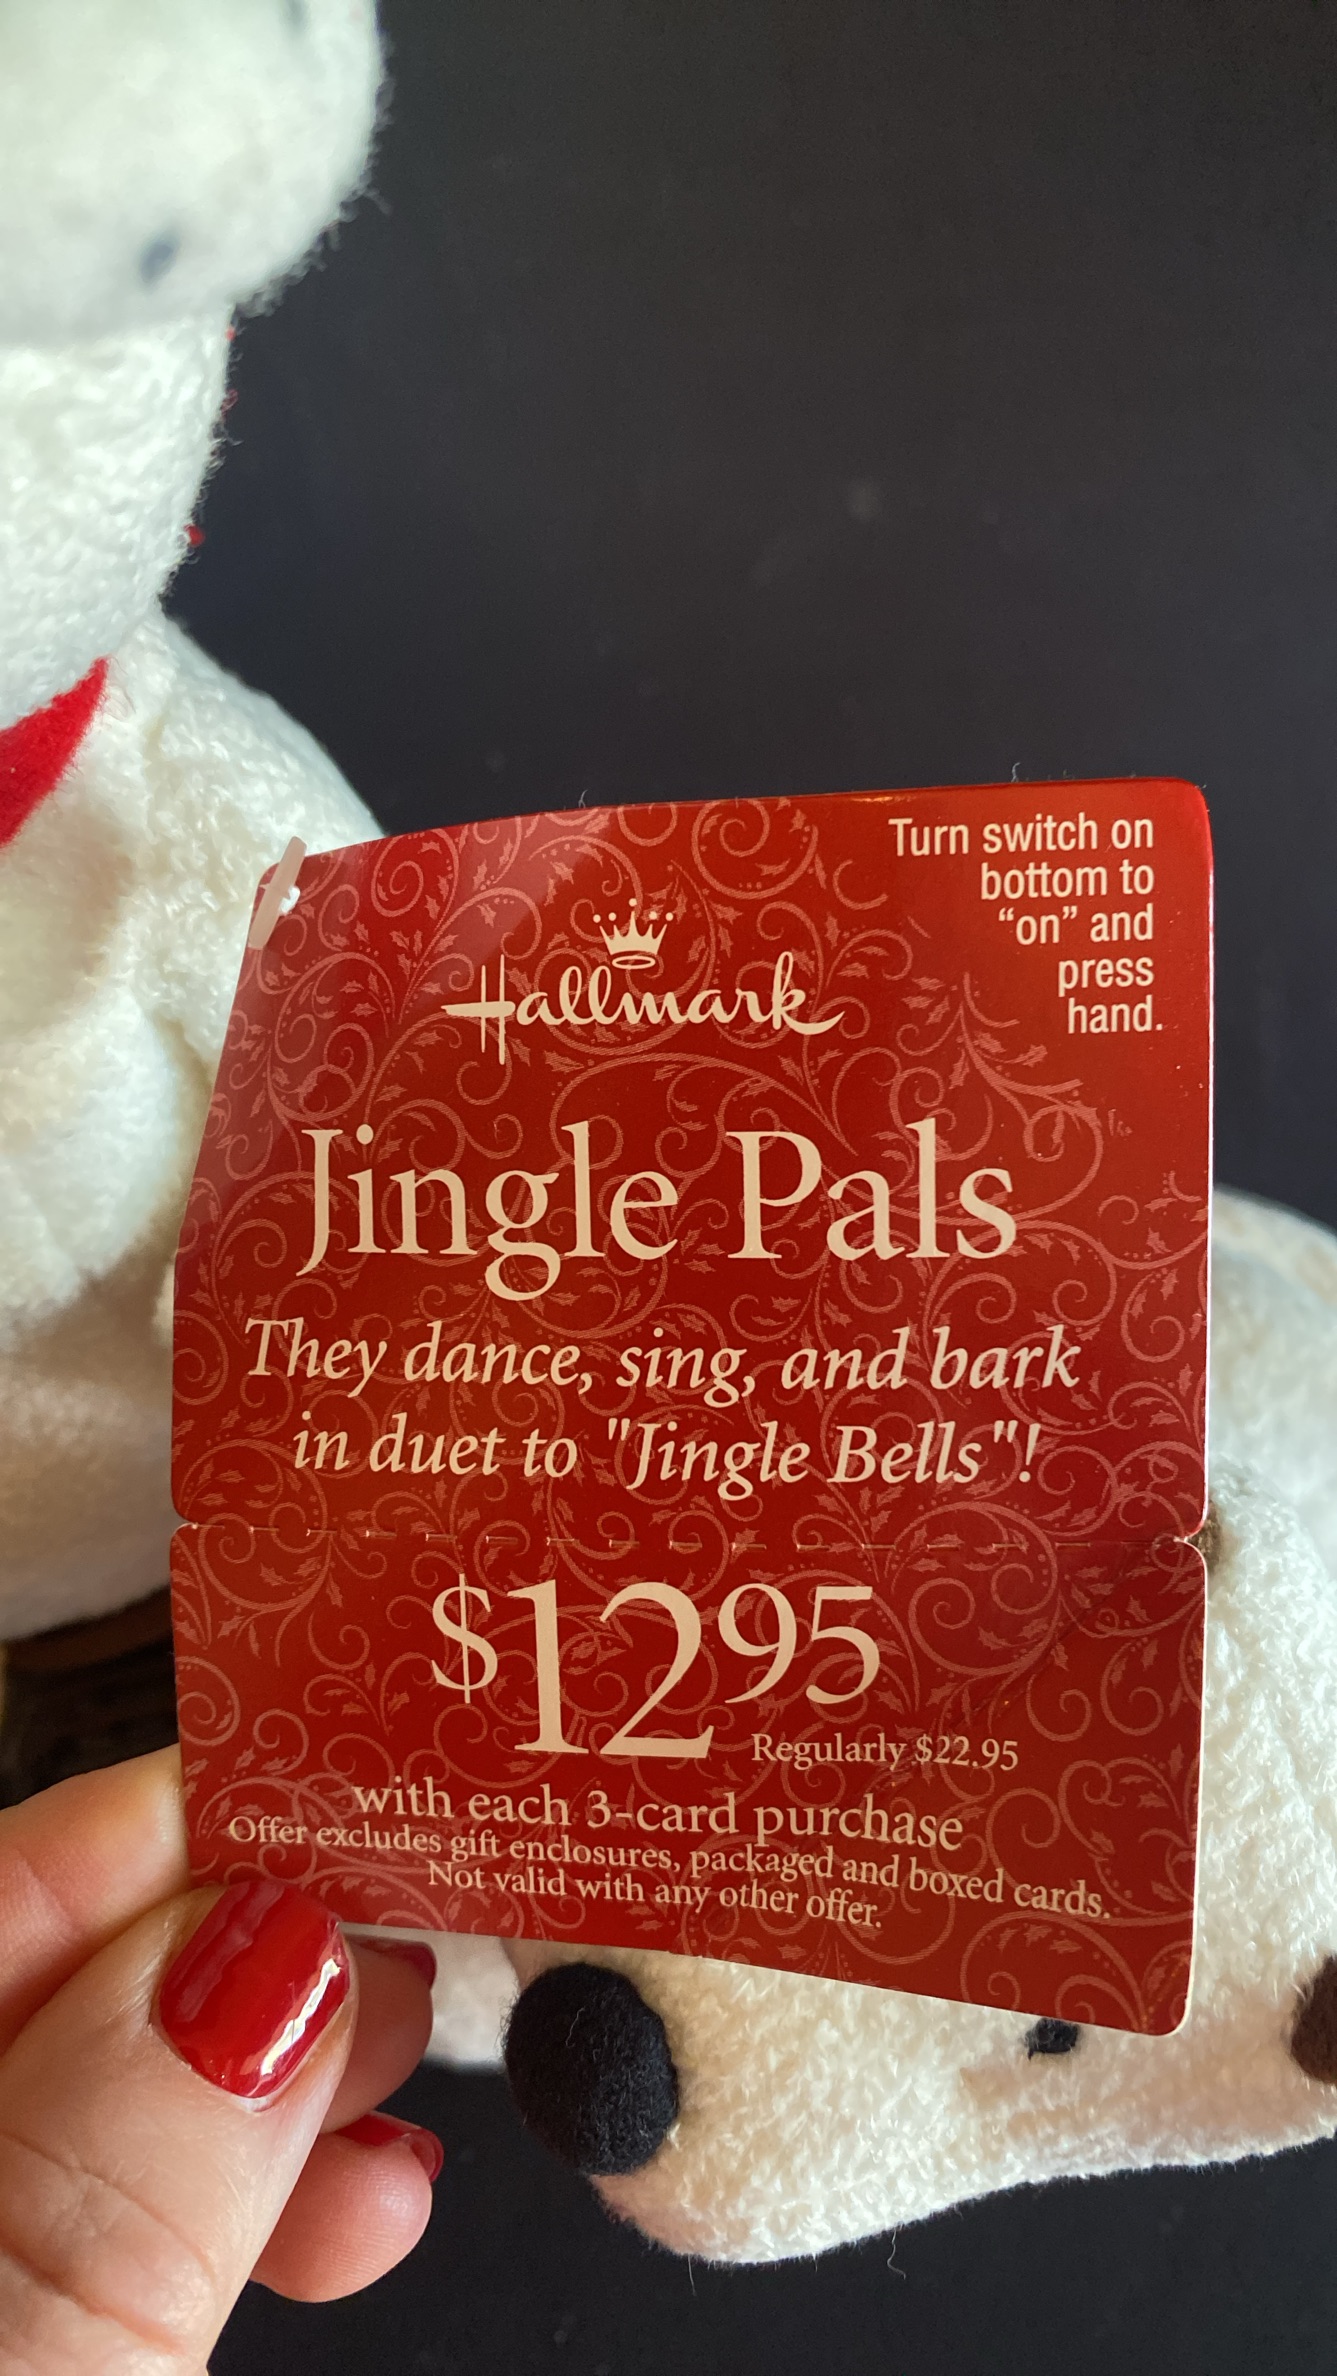 Turn switch on
bottom to
“on” and
press
hand.
Hallmark
Jingle Pals
They dance, sing, and bark
in duet to "Jingle Bells"!
$12 95
Regularly $22.95
with each 3-card purchase
Offer excludes gift enclosures, packaged and boxed cards.
Not valid with any other offer.